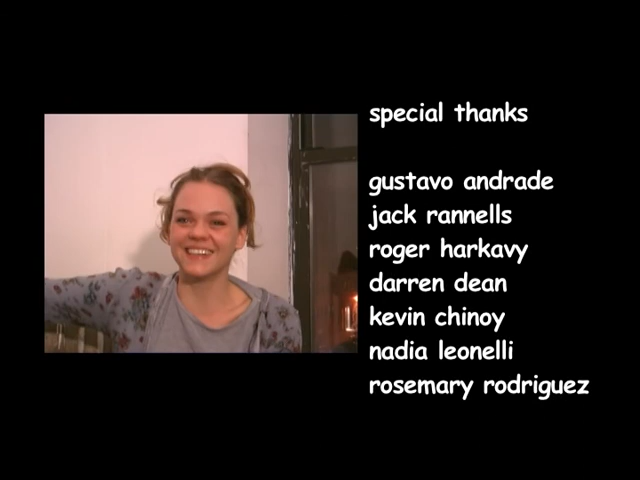 special thanks
gustavo andrade
jack rannells
roger harkavy
darren dean
kevin chinoy
nadia leonelli
rosemary rodriguez